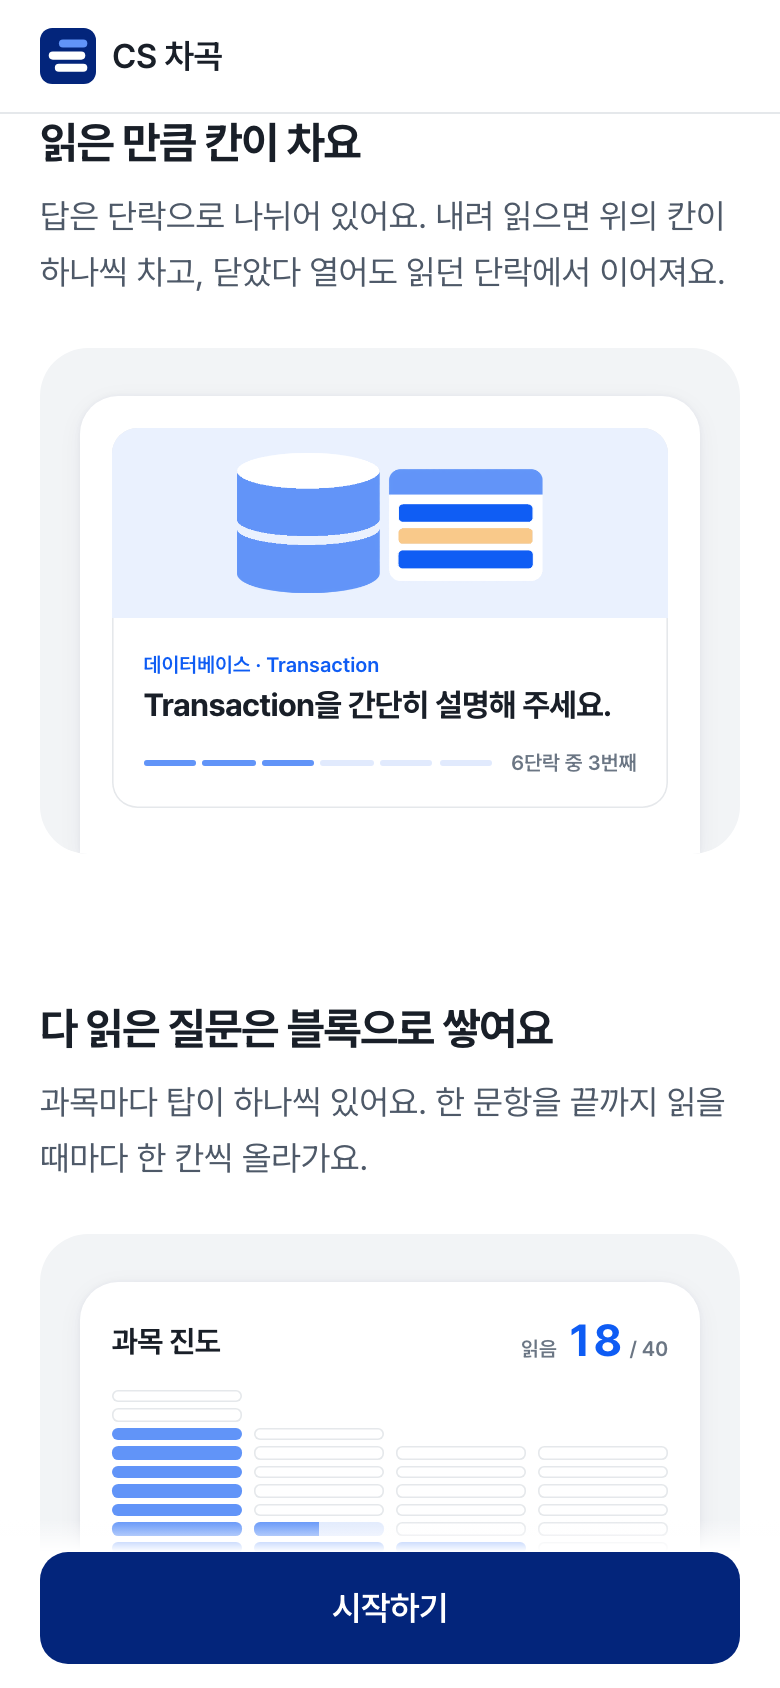 CS 차곡
읽은 만큼 칸이 차요
답은 단락으로 나뉘어 있어요. 내려 읽으면 위의 칸이
하나씩 차고, 닫았다 열어도 읽던 단락에서 이어져요.
데이터베이스 · Transaction
Transaction을 간단히 설명해 주세요.
6단락 중 3번째
다 읽은 질문은 블록으로 쌓여요
과목마다 탑이 하나씩 있어요. 한 문항을 끝까지 읽을
때마다 한 칸씩 올라가요.
과목 진도
읽음 18 / 40
시작하기